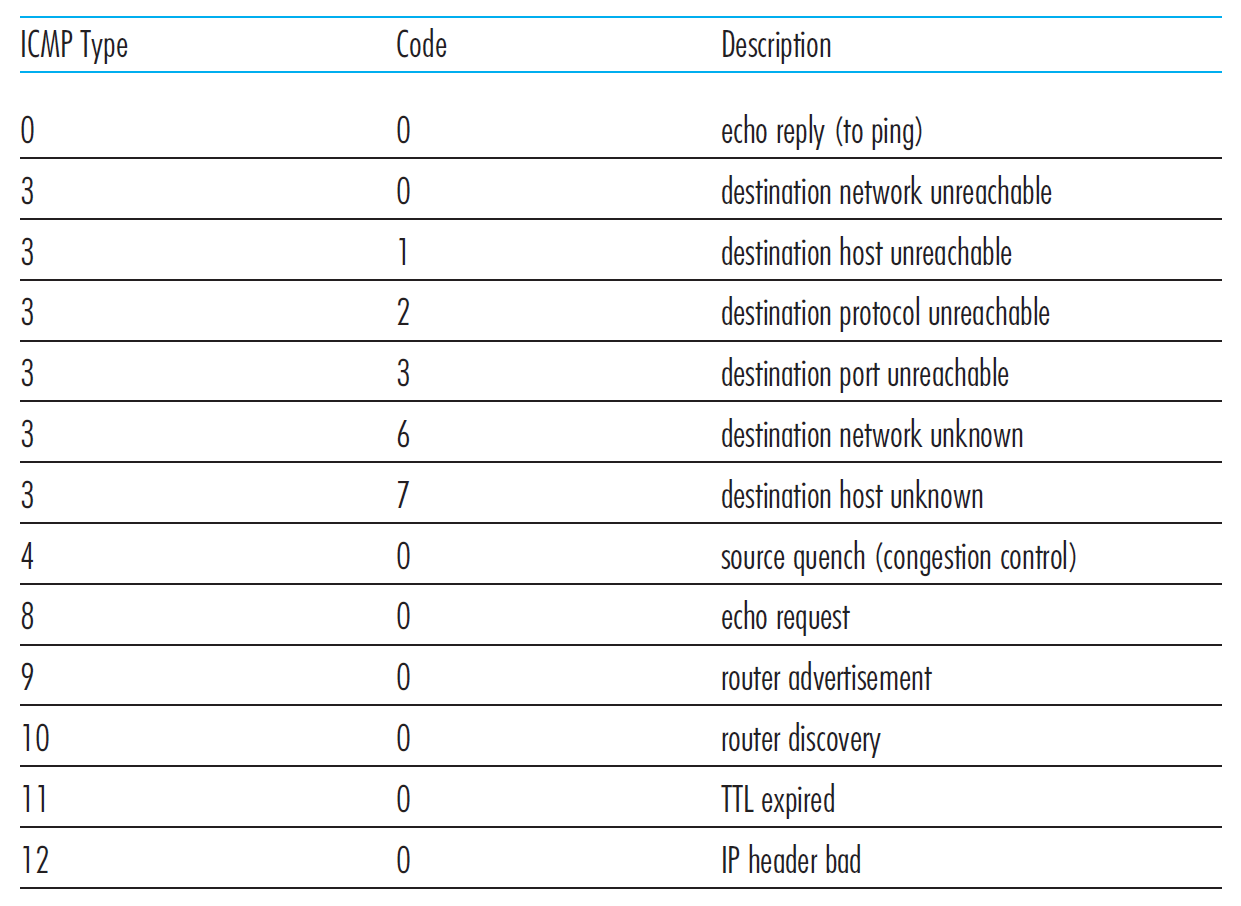 ICMP Type Code Description
0 0 echo reply (to ping)
3 0 destination network unreachable
3 1 destination host unreachable
3 2 destination protocol unreachable
3 3 destination port unreachable
3 6 destination network unknown
3 7 destination host unknown
4 0 source quench (congestion control)
8 0 echo request
9 0 router advertisement
10 0 router discovery
11 0 TTL expired
12 0 IP header bad